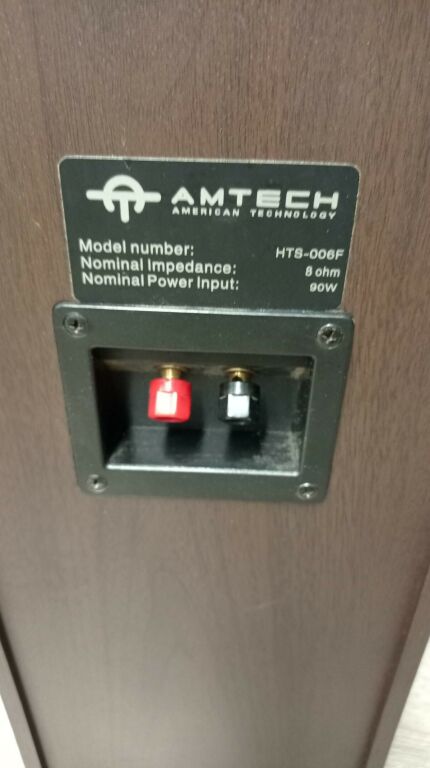 AMTECH
AMERICAN TECHNOLOGY
Model number: HTS-006F
Nominal Impedance: 8 ohm
Nominal Power Input: 90W